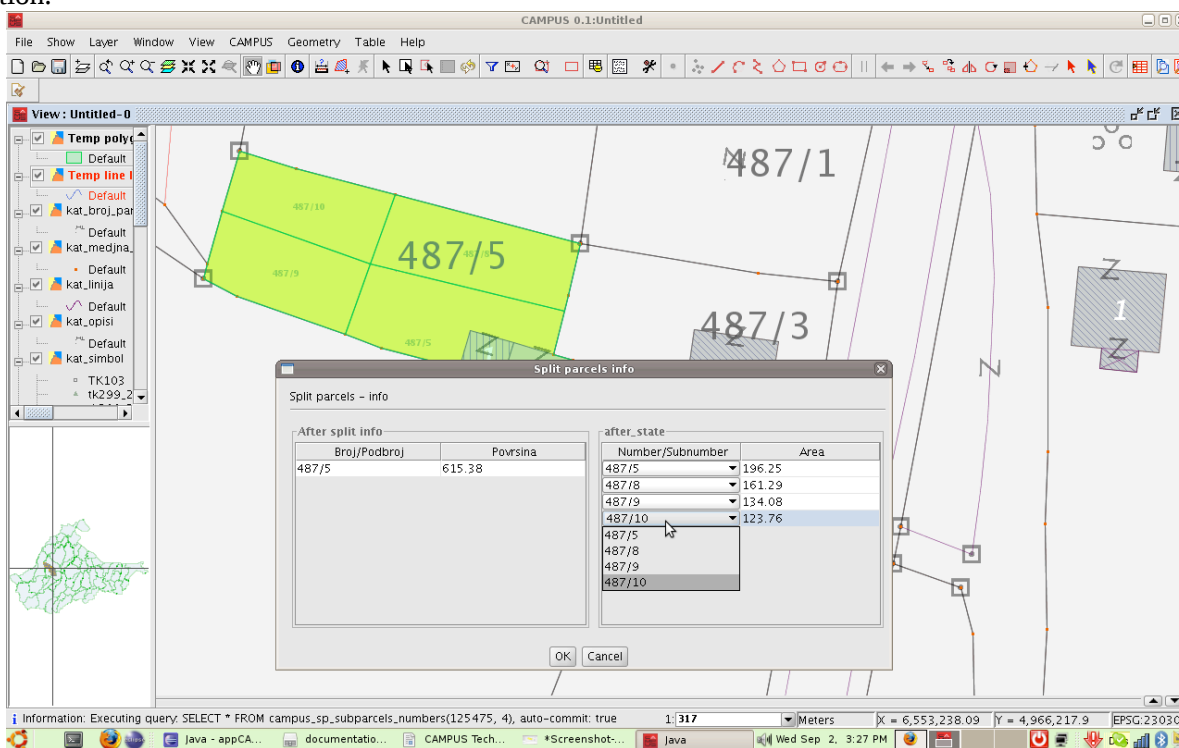 tion.
CAMPUS 0.1:Untitled
File Show Layer Window View CAMPUS Geometry Table Help
View : Untitled-0
Temp poly
Default
Temp line l
Default
kat_broj_par
Default
kat_medjna_
Default
kat_linija
Default
kat_opisi
Default
kat_simbol
TK103
tk299_2
487/1
487/10
487/5
487/8
487/9
487/5
487/3
Z
Z
Z
Z
Z
Z
Z
1
Split parcels info
Split parcels – info
After split info
Broj/Podbroj Povrsina
487/5 615.38
after_state
Number/Subnumber Area
487/5 196.25
487/8 161.29
487/9 134.08
487/10 123.76
487/5
487/8
487/9
487/10
OK Cancel
Information: Executing query: SELECT * FROM campus_sp_subparcels_numbers(125475, 4), auto-commit: true 1: 317 Meters X = 6,553,238.09 Y = 4,966,217.9 EPSG:23030
Java - appCA... documentatio... CAMPUS Tech... *Screenshot-... Java Wed Sep 2, 3:27 PM